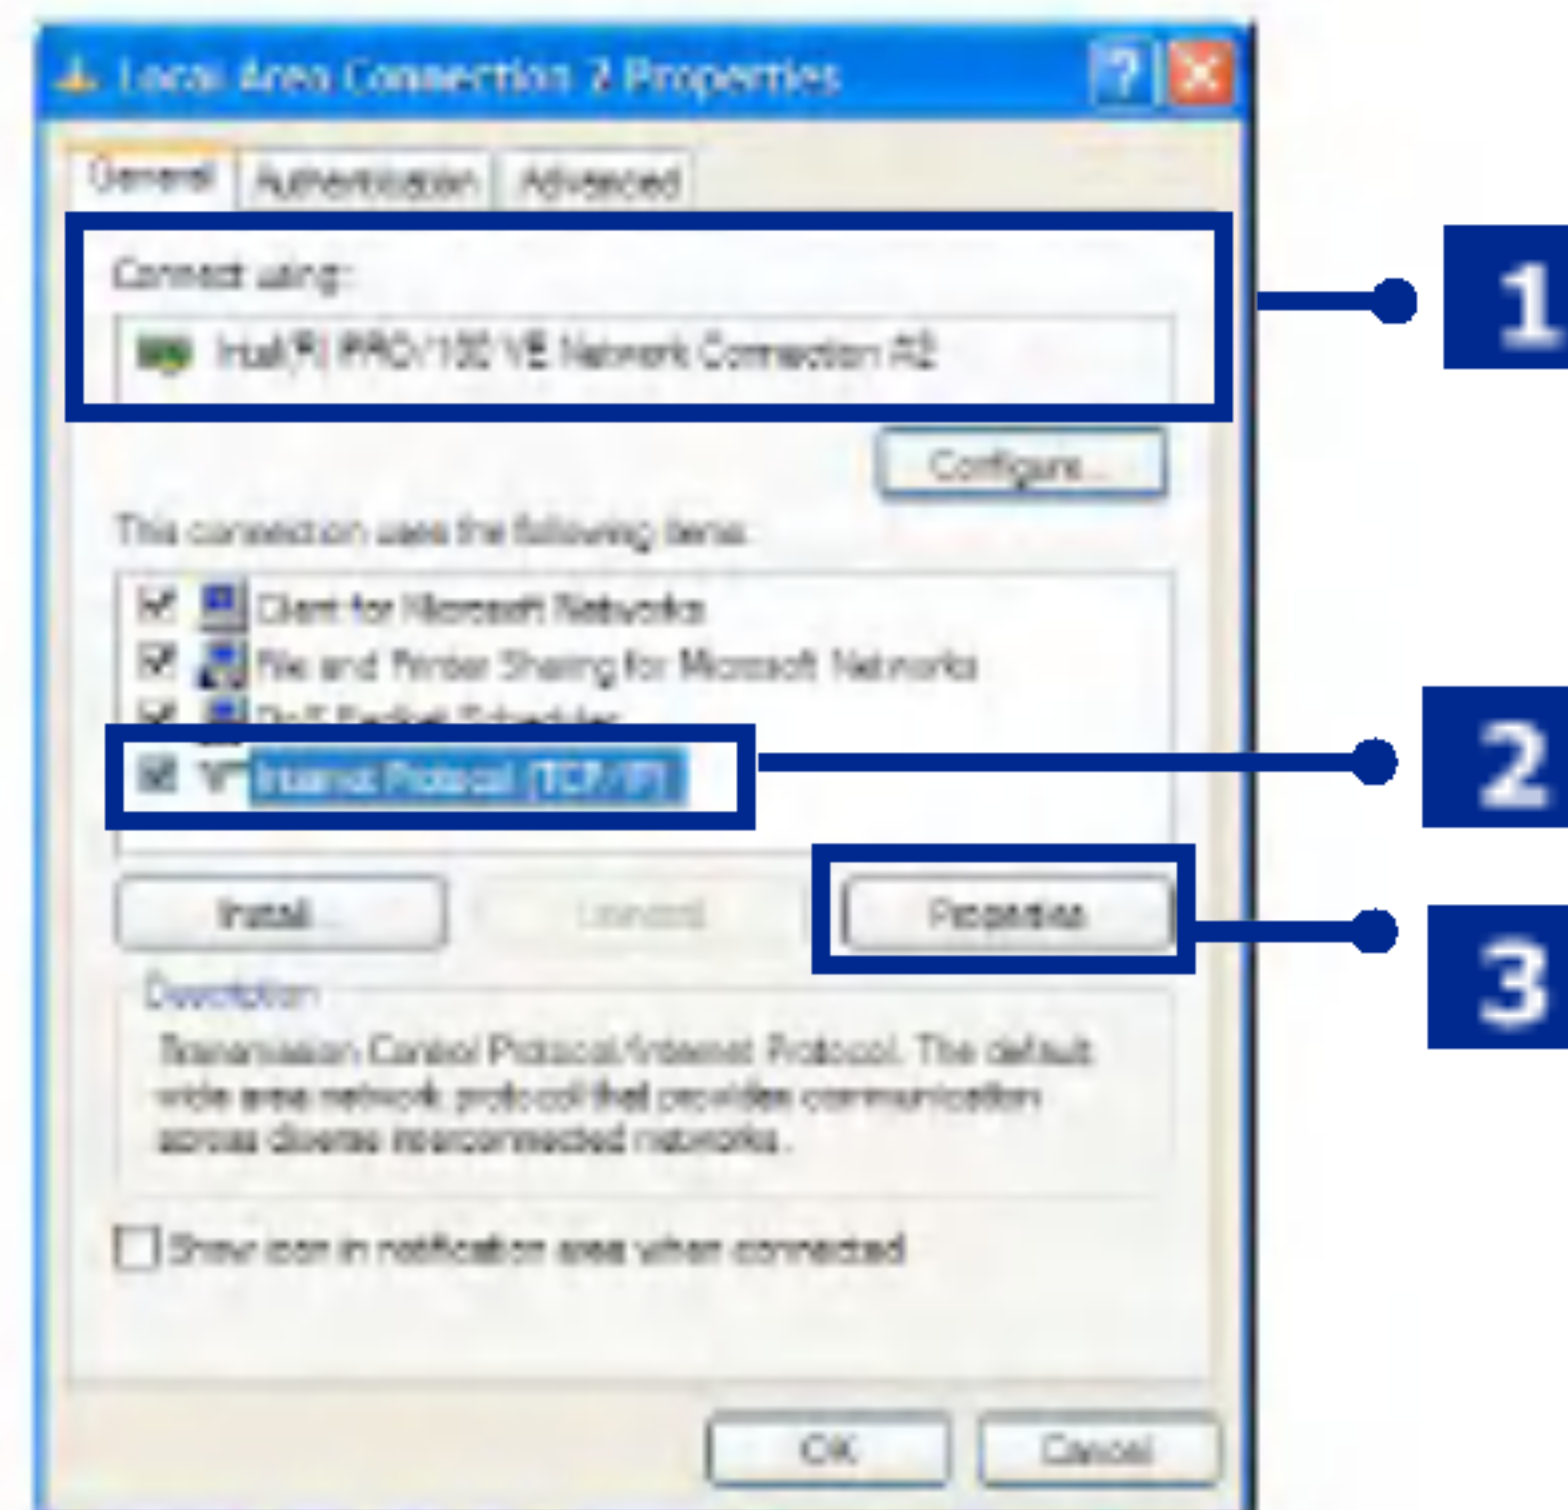 Local Area Connection 2 Properties
General Authentication Advanced
Connect using:
Intel(R) PRO/100 VE Network Connection #2
1
Configure...
This connection uses the following items:
Client for Microsoft Networks
File and Printer Sharing for Microsoft Networks
QoS Packet Scheduler
Internet Protocol (TCP/IP)
2
Install... Uninstall Properties
3
Description
Transmission Control Protocol/Internet Protocol. The default
wide area network protocol that provides communication
across diverse interconnected networks.
Show icon in notification area when connected
OK Cancel